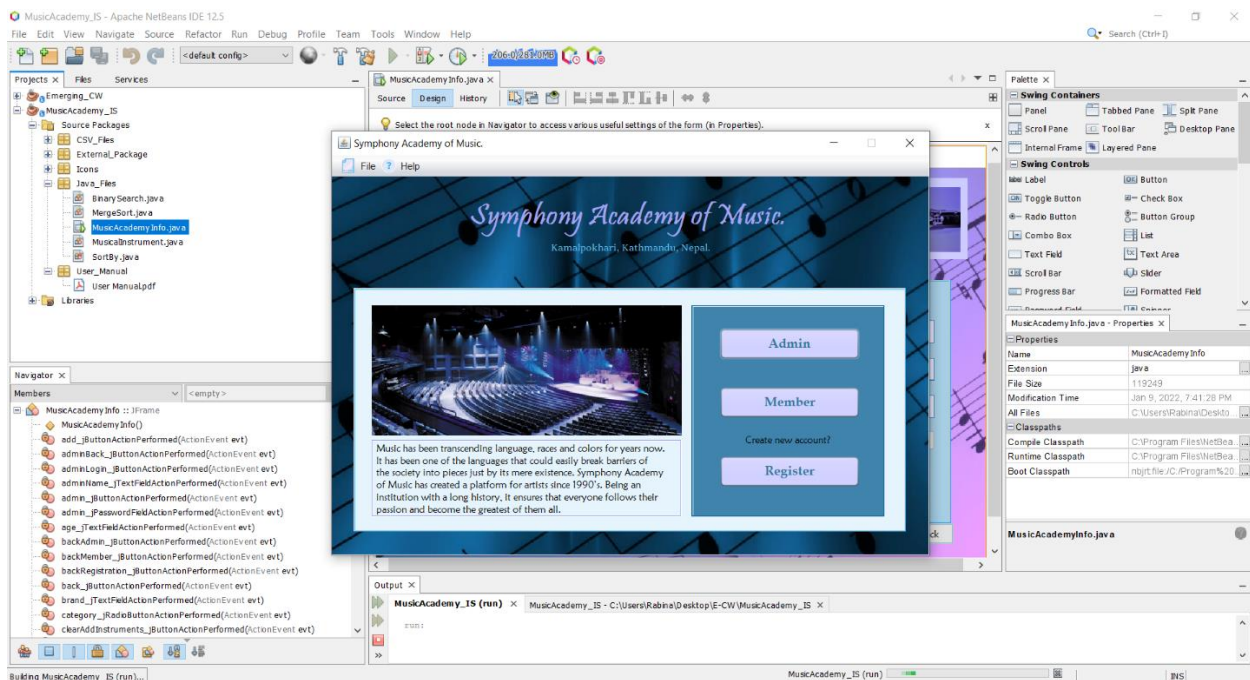 MusicAcademy_IS - Apache NetBeans IDE 12.5
File Edit View Navigate Source Refactor Run Debug Profile Team Tools Window Help
Search (Ctrl+I)
<default config>
Projects
Files
Services
Emerging_CW
MusicAcademy_IS
Source Packages
CSV_Files
External_Package
Icons
Java_Files
BinarySearch.java
MergeSort.java
MusicAcademyInfo.java
MusicalInstrument.java
SortBy.java
User_Manual
User Manual.pdf
Libraries
Navigator
Members
<empty>
MusicAcademyInfo :: JFrame
MusicAcademyInfo()
add_jButtonActionPerformed(ActionEvent evt)
adminBack_jButtonActionPerformed(ActionEvent evt)
adminLogin_jButtonActionPerformed(ActionEvent evt)
adminName_jTextFieldActionPerformed(ActionEvent evt)
admin_jButtonActionPerformed(ActionEvent evt)
admin_jPasswordFieldActionPerformed(ActionEvent evt)
age_jTextFieldActionPerformed(ActionEvent evt)
backAdmin_jButtonActionPerformed(ActionEvent evt)
backMember_jButtonActionPerformed(ActionEvent evt)
backRegistration_jButtonActionPerformed(ActionEvent evt)
back_jButtonActionPerformed(ActionEvent evt)
brand_jTextFieldActionPerformed(ActionEvent evt)
category_jRadioButtonActionPerformed(ActionEvent evt)
clearAddInstruments_jButtonActionPerformed(ActionEvent evt)
MusicAcademyInfo.java
Source Design History
Select the root node in Navigator to access various useful settings of the form (in Properties).
Symphony Academy of Music.
File Help
Symphony Academy of Music.
Kamalpokhari, Kathmandu, Nepal.
Music has been transcending language, races and colors for years now.
It has been one of the languages that could easily break barriers of
the society into pieces just by its mere existence. Symphony Academy
of Music has created a platform for artists since 1990's. Being an
institution with a long history, it ensures that everyone follows their
passion and become the greatest of them all.
Admin
Member
Create new account?
Register
Output
MusicAcademy_IS (run)
MusicAcademy_IS - C:\Users\Rabina\Desktop\E-CW\MusicAcademy_IS
run:
Palette
Swing Containers
Panel Tabbed Pane Split Pane
Scroll Pane Tool Bar Desktop Pane
Internal Frame Layered Pane
Swing Controls
Label Button
Toggle Button Check Box
Radio Button Button Group
Combo Box List
Text Field Text Area
Scroll Bar Slider
Progress Bar Formatted Field
MusicAcademyInfo.java - Properties
Properties
Name MusicAcademyInfo
Extension java
File Size 119249
Modification Time Jan 9, 2022, 7:41:28 PM
All Files C:\Users\Rabina\Deskto
Classpaths
Compile Classpath C:\Program Files\NetBea
Runtime Classpath C:\Program Files\NetBea
Boot Classpath nbjrt:file:/C:/Program%20
MusicAcademyInfo.java
Building MusicAcademy_IS (run)...
MusicAcademy_IS (run)
INS